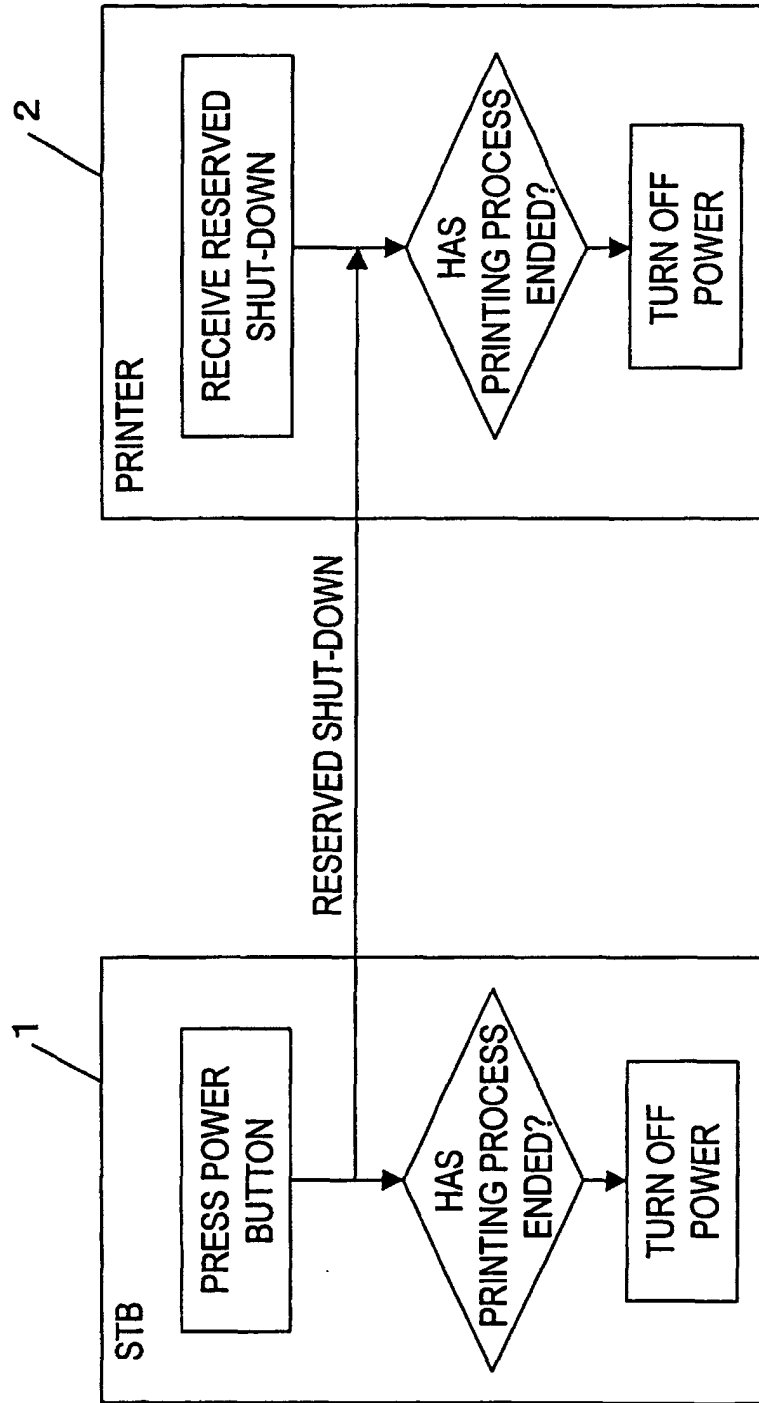 1
STB
PRESS POWER
BUTTON
HAS
PRINTING PROCESS
ENDED?
TURN OFF
POWER
RESERVED SHUT-DOWN
2
PRINTER
RECEIVE RESERVED
SHUT-DOWN
HAS
PRINTING PROCESS
ENDED?
TURN OFF
POWER